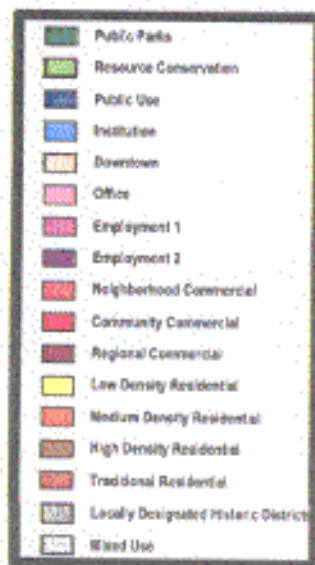 Public Parks
Resource Conservation
Public Use
Institution
Downtown
Office
Employment 1
Employment 2
Neighborhood Commercial
Community Commercial
Regional Commercial
Low Density Residential
Medium Density Residential
High Density Residential
Traditional Residential
Locally Designated Historic Districts
Mixed Use